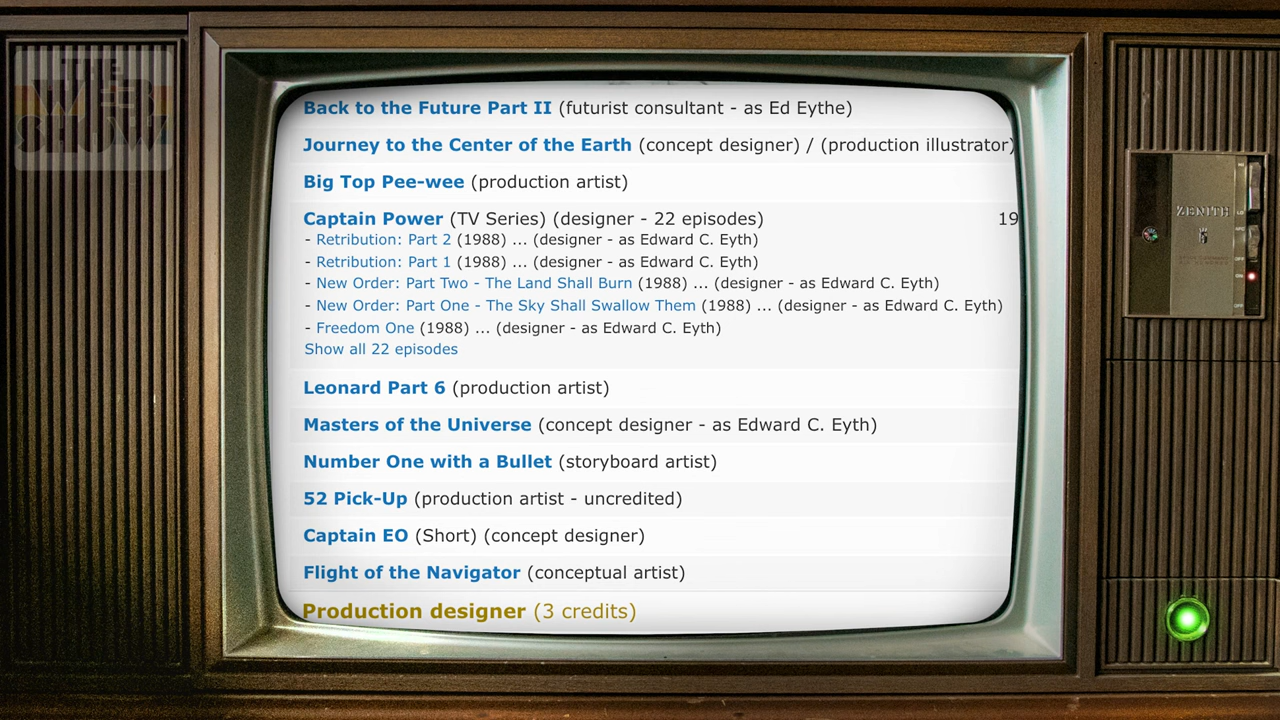 THE
WEB
SHOW
Back to the Future Part II (futurist consultant - as Ed Eythe)
Journey to the Center of the Earth (concept designer) / (production illustrator)
Big Top Pee-wee (production artist)
Captain Power (TV Series) (designer - 22 episodes) 19
- Retribution: Part 2 (1988) ... (designer - as Edward C. Eyth)
- Retribution: Part 1 (1988) ... (designer - as Edward C. Eyth)
- New Order: Part Two - The Land Shall Burn (1988) ... (designer - as Edward C. Eyth)
- New Order: Part One - The Sky Shall Swallow Them (1988) ... (designer - as Edward C. Eyth)
- Freedom One (1988) ... (designer - as Edward C. Eyth)
Show all 22 episodes
Leonard Part 6 (production artist)
Masters of the Universe (concept designer - as Edward C. Eyth)
Number One with a Bullet (storyboard artist)
52 Pick-Up (production artist - uncredited)
Captain EO (Short) (concept designer)
Flight of the Navigator (conceptual artist)
Production designer (3 credits)
ZENITH